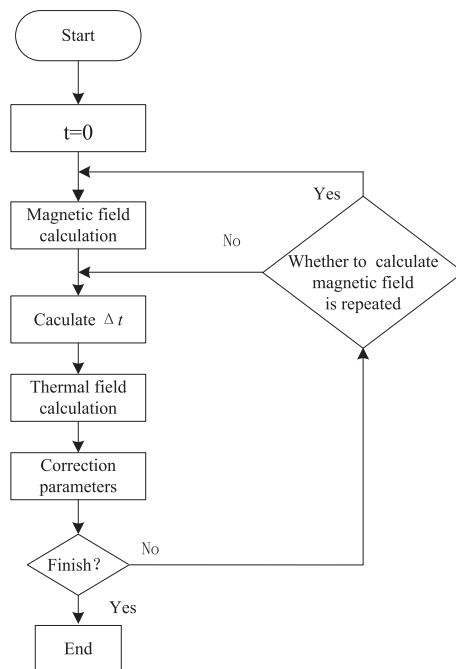 Start
t=0
Yes
Magnetic field
calculation
No
Whether to calculate
magnetic field
is repeated
Caculate Δt
Thermal field
calculation
Correction
parameters
Finish?
No
Yes
End